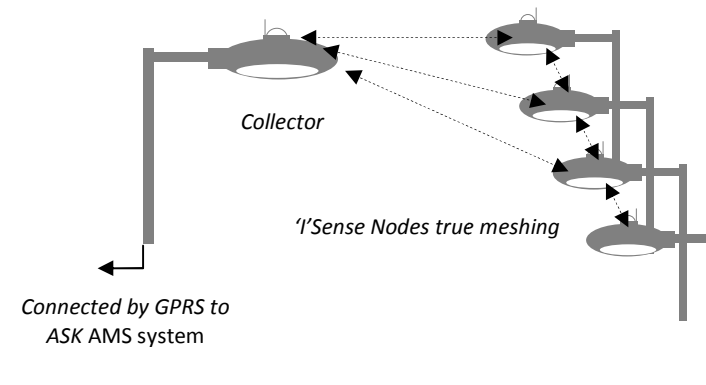 Collector
‘I’Sense Nodes true meshing
Connected by GPRS to
ASK AMS system